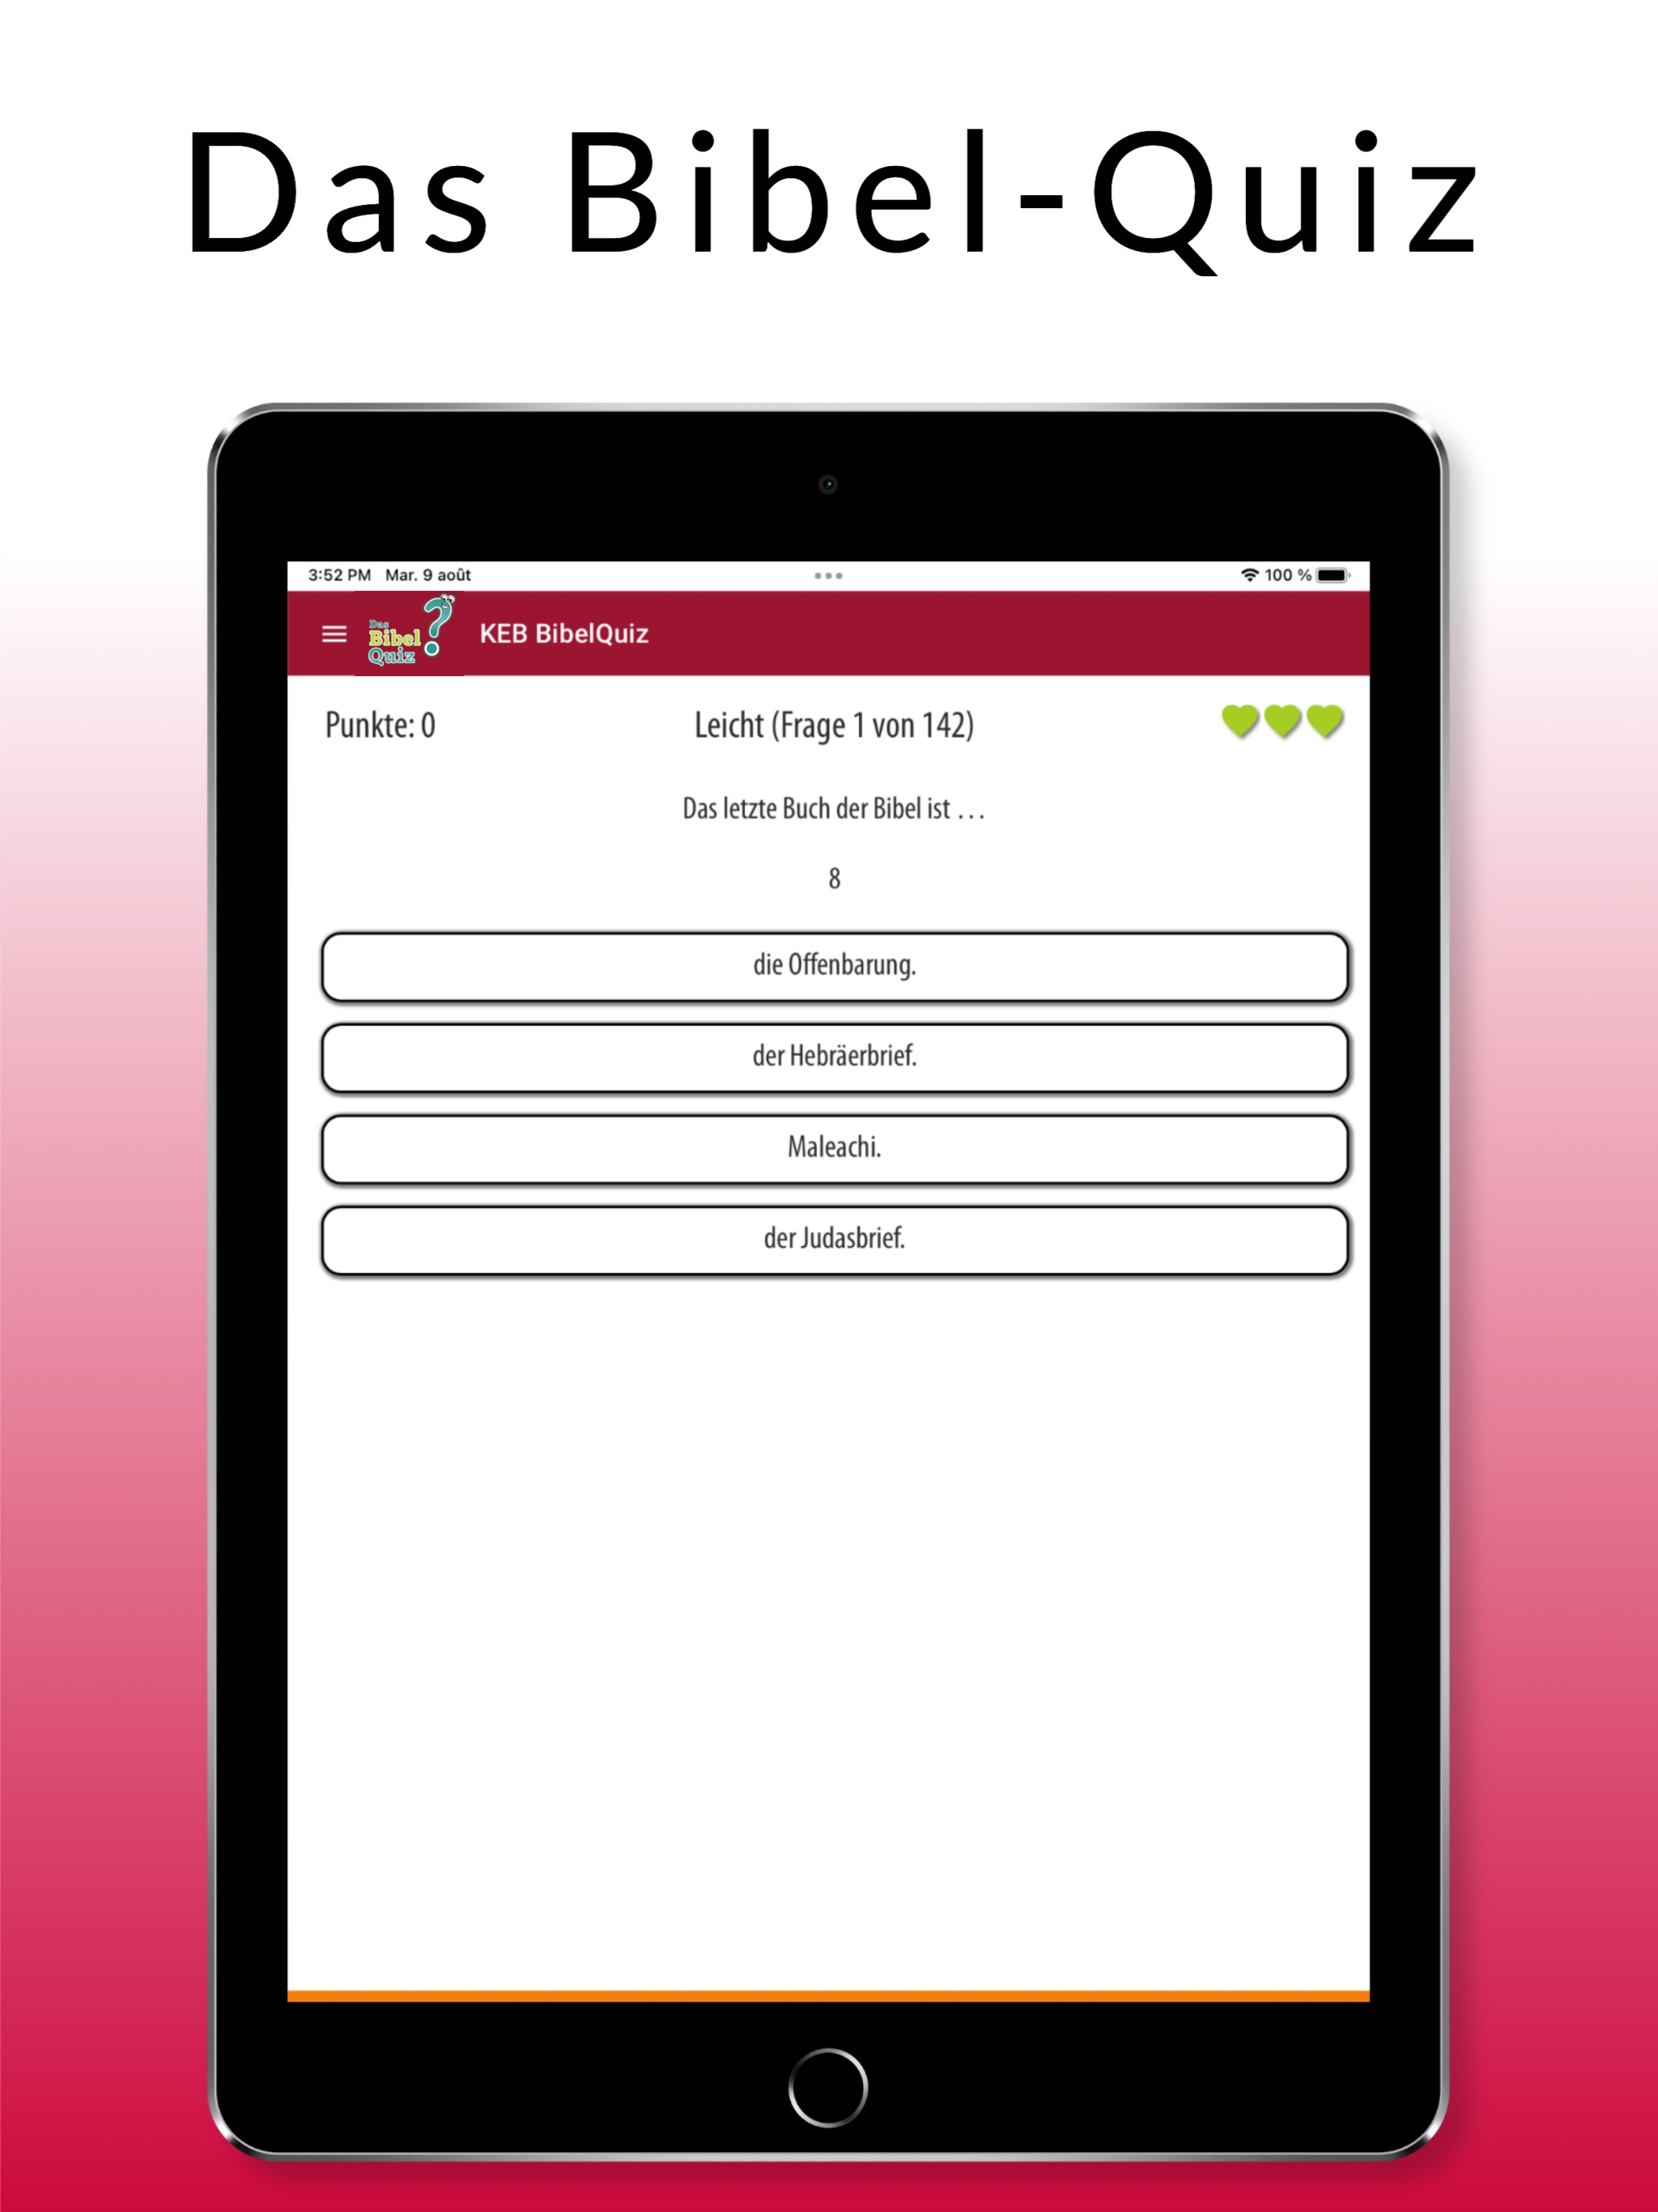 Das Bibel-Quiz
3:52 PM Mar. 9 août
100 %
Das
Bibel
Quiz
?
KEB BibelQuiz
Punkte: 0
Leicht (Frage 1 von 142)
Das letzte Buch der Bibel ist ...
8
die Offenbarung.
der Hebräerbrief.
Maleachi.
der Judasbrief.